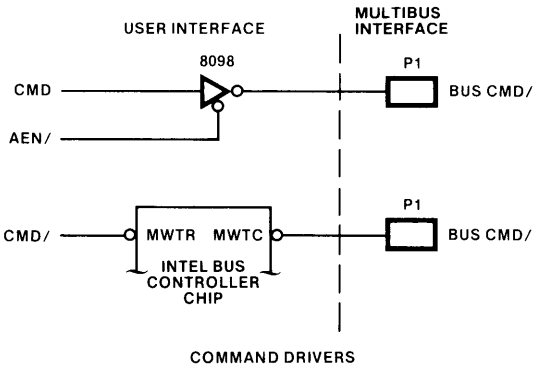 USER INTERFACE
MULTIBUS
INTERFACE
8098
P1
CMD
BUS CMD/
AEN/
P1
CMD/
MWTR MWTC
BUS CMD/
INTEL BUS
CONTROLLER
CHIP
COMMAND DRIVERS